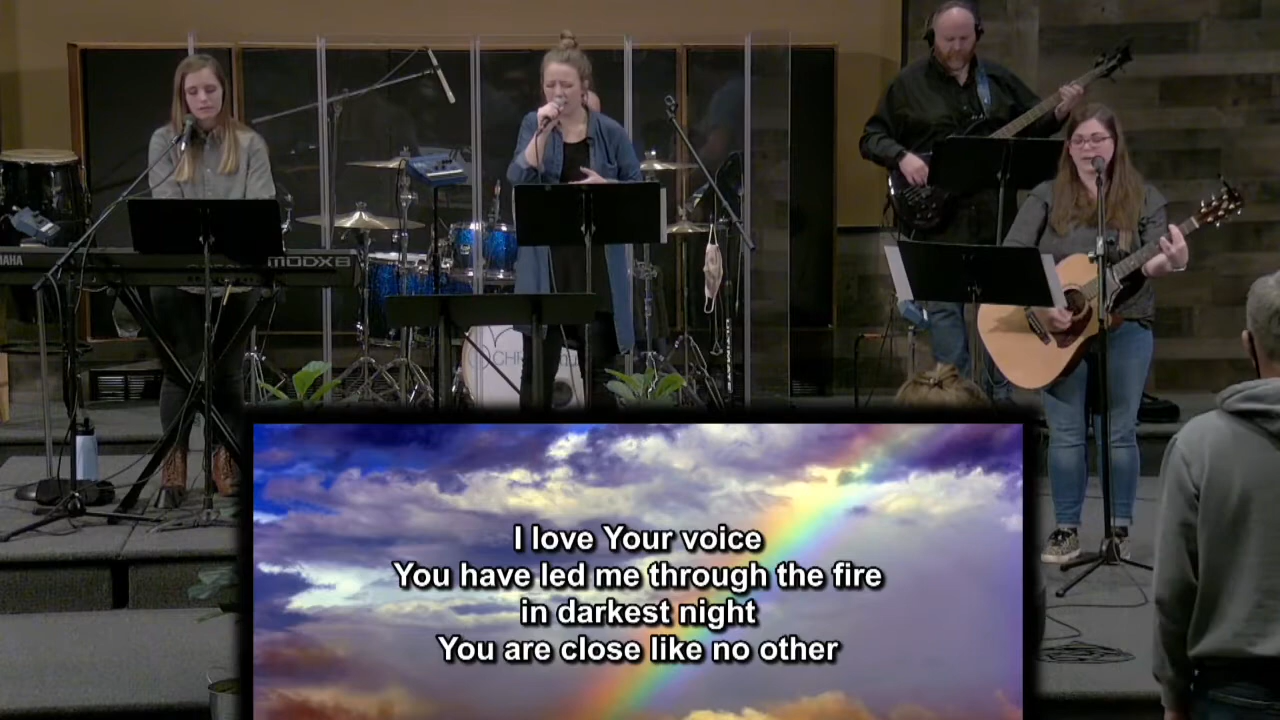 YAMAHA
MODX8
I love Your voice
You have led me through the fire
in darkest night
You are close like no other